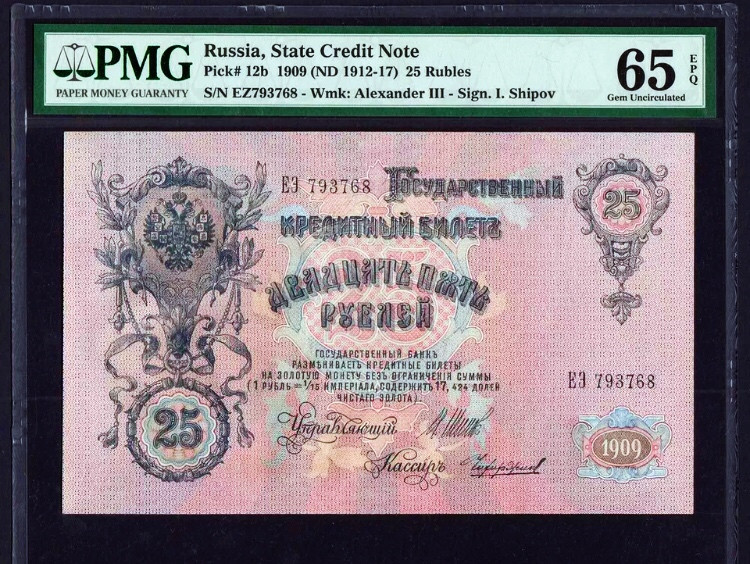 PMG
PAPER MONEY GUARANTY
Russia, State Credit Note
Pick# 12b 1909 (ND 1912-17) 25 Rubles
S/N EZ793768 - Wmk: Alexander III - Sign. I. Shipov
65 EPQ
Gem Uncirculated
ЕЭ 793768 Государственный
25
Кредитный Билетъ
Двадцать пять
Рублей
ГОСУДАРСТВЕННЫЙ БАНКЪ
РАЗМѢНИВАЕТЪ КРЕДИТНЫЕ БИЛЕТЫ
НА ЗОЛОТУЮ МОНЕТУ БЕЗЪ ОГРАНИЧЕНІЯ СУММЫ
(1 РУБЛЬ = 1/15 ИМПЕРІАЛА, СОДЕРЖИТЪ 17,424 ДОЛЕЙ
ЧИСТАГО ЗОЛОТА)
ЕЭ 793768
25
Управляющій
Кассиръ
1909